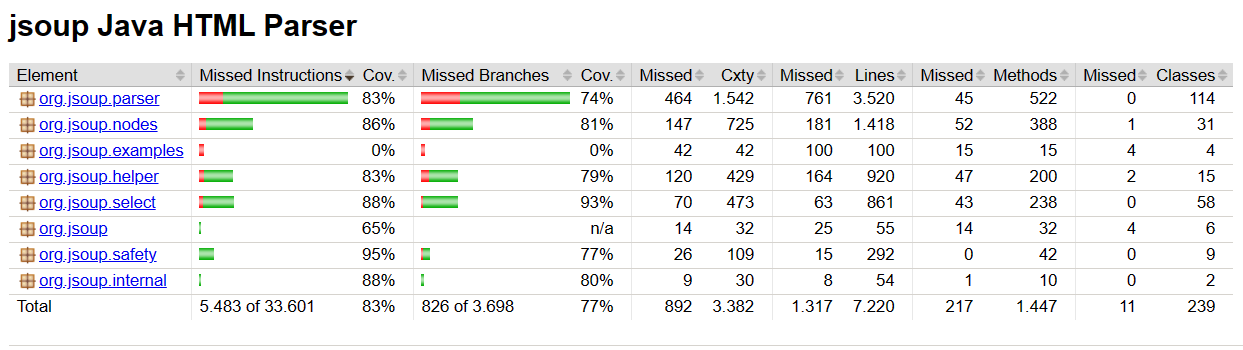 jsoup Java HTML Parser
Element Missed Instructions Cov. Missed Branches Cov. Missed Cxty Missed Lines Missed Methods Missed Classes
org.jsoup.parser 83% 74% 464 1.542 761 3.520 45 522 0 114
org.jsoup.nodes 86% 81% 147 725 181 1.418 52 388 1 31
org.jsoup.examples 0% 0% 42 42 100 100 15 15 4 4
org.jsoup.helper 83% 79% 120 429 164 920 47 200 2 15
org.jsoup.select 88% 93% 70 473 63 861 43 238 0 58
org.jsoup 65% n/a 14 32 25 55 14 32 4 6
org.jsoup.safety 95% 77% 26 109 15 292 0 42 0 9
org.jsoup.internal 88% 80% 9 30 8 54 1 10 0 2
Total 5.483 of 33.601 83% 826 of 3.698 77% 892 3.382 1.317 7.220 217 1.447 11 239